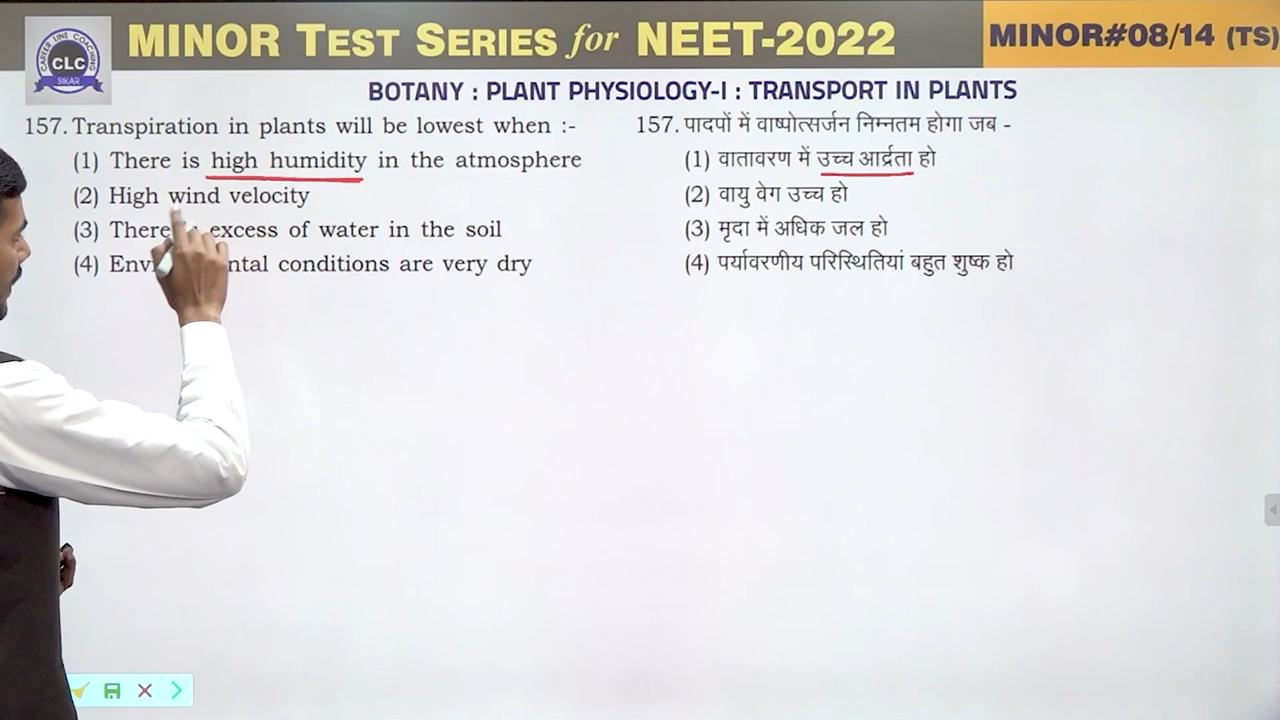 CAREER LINE COACHING
CLC
SIKAR
MINOR TEST SERIES for NEET-2022
MINOR#08/14 (TS)
BOTANY : PLANT PHYSIOLOGY-I : TRANSPORT IN PLANTS
157. Transpiration in plants will be lowest when :-
(1) There is high humidity in the atmosphere
(2) High wind velocity
(3) There excess of water in the soil
(4) conditions are very dry
157. पादपों में वाष्पोत्सर्जन निम्नतम होगा जब -
(1) वातावरण में उच्च आर्द्रता हो
(2) वायु वेग उच्च हो
(3) मृदा में अधिक जल हो
(4) पर्यावरणीय परिस्थितियां बहुत शुष्क हो